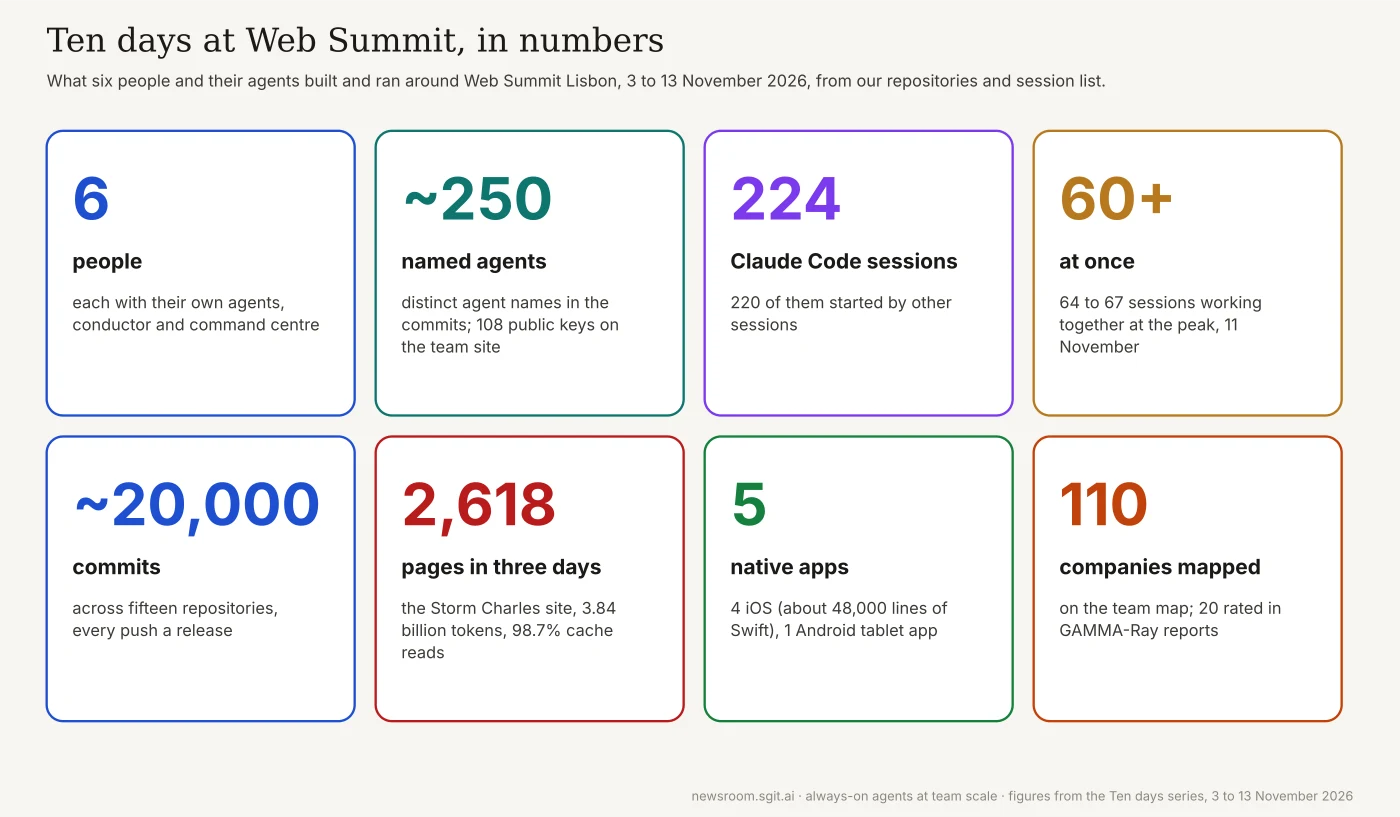 Ten days at Web Summit, in numbers
What six people and their agents built and ran around Web Summit Lisbon, 3 to 13 November 2026, from our repositories and session list.
6
people
each with their own agents,
conductor and command centre
~250
named agents
distinct agent names in the
commits; 108 public keys on
the team site
224
Claude Code sessions
220 of them started by other
sessions
60+
at once
64 to 67 sessions working
together at the peak, 11
November
~20,000
commits
across fifteen repositories,
every push a release
2,618
pages in three days
the Storm Charles site, 3.84
billion tokens, 98.7% cache
reads
5
native apps
4 iOS (about 48,000 lines of
Swift), 1 Android tablet app
110
companies mapped
on the team map; 20 rated in
GAMMA-Ray reports
newsroom.sgit.ai · always-on agents at team scale · figures from the Ten days series, 3 to 13 November 2026